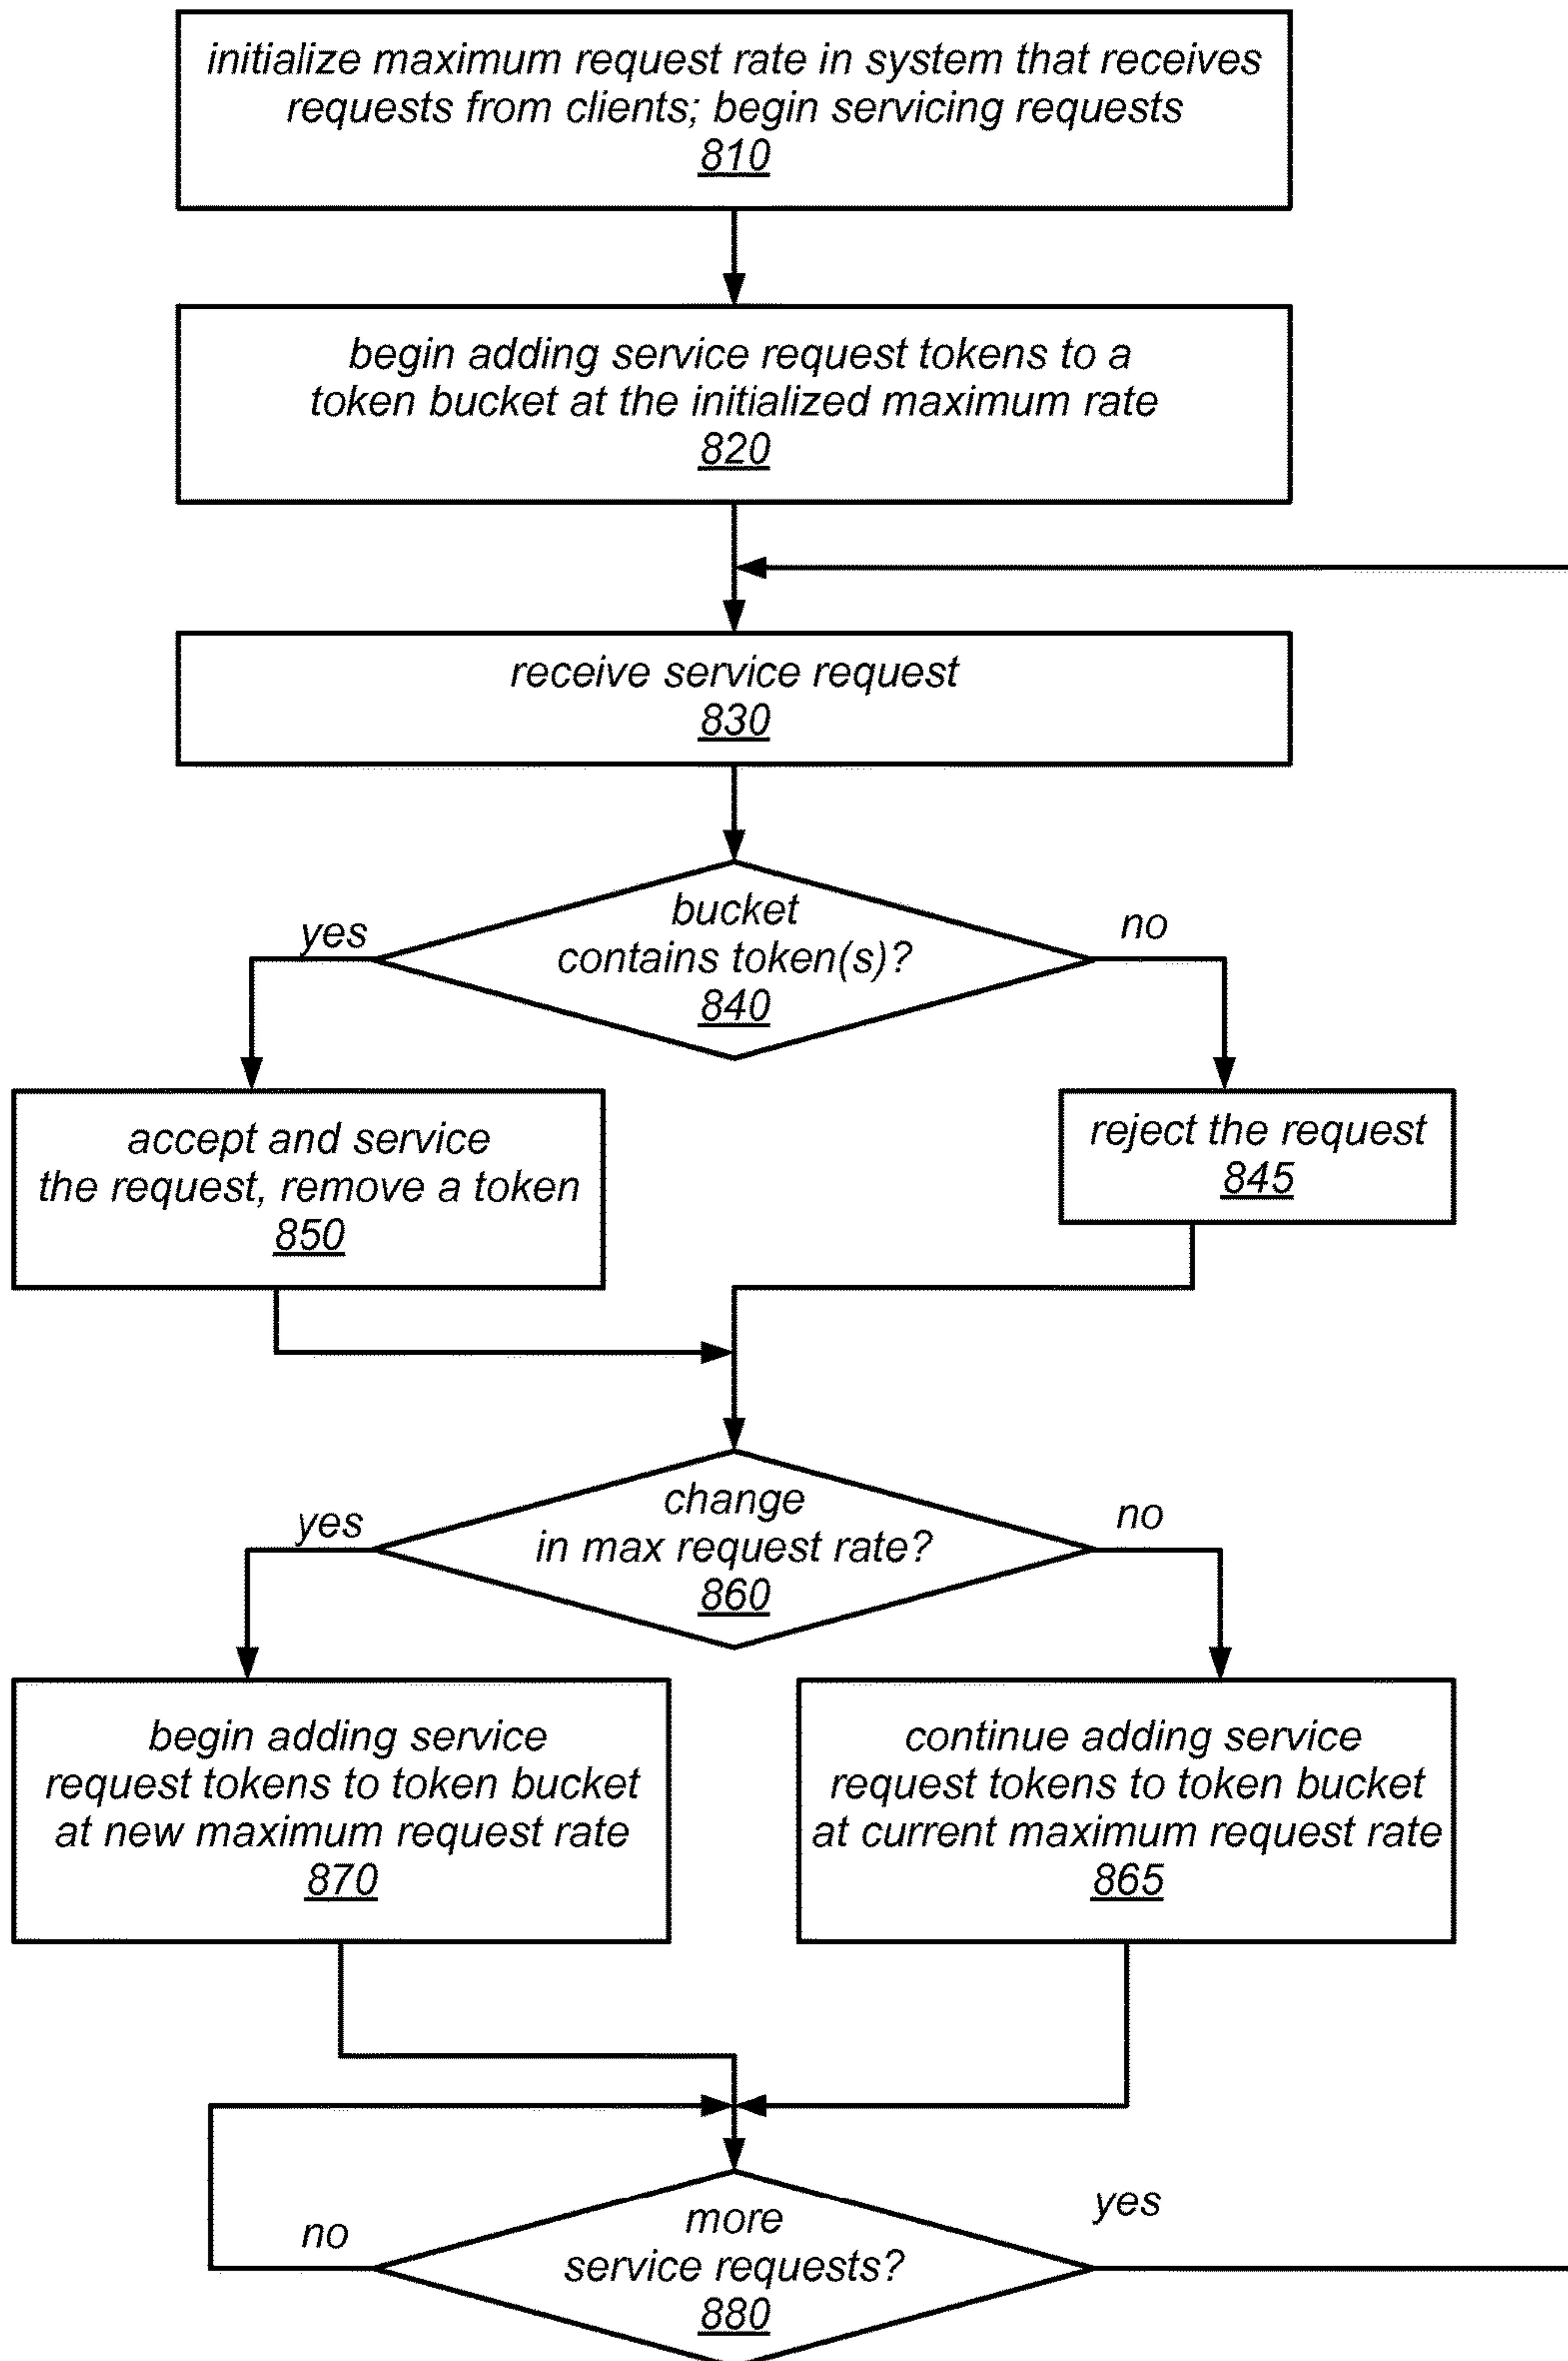 initialize maximum request rate in system that receives
requests from clients; begin servicing requests
810
begin adding service request tokens to a
token bucket at the initialized maximum rate
820
receive service request
830
bucket
contains token(s)?
840
yes
no
accept and service
the request, remove a token
850
reject the request
845
change
in max request rate?
860
yes
no
begin adding service
request tokens to token bucket
at new maximum request rate
870
continue adding service
request tokens to token bucket
at current maximum request rate
865
more
service requests?
880
no
yes